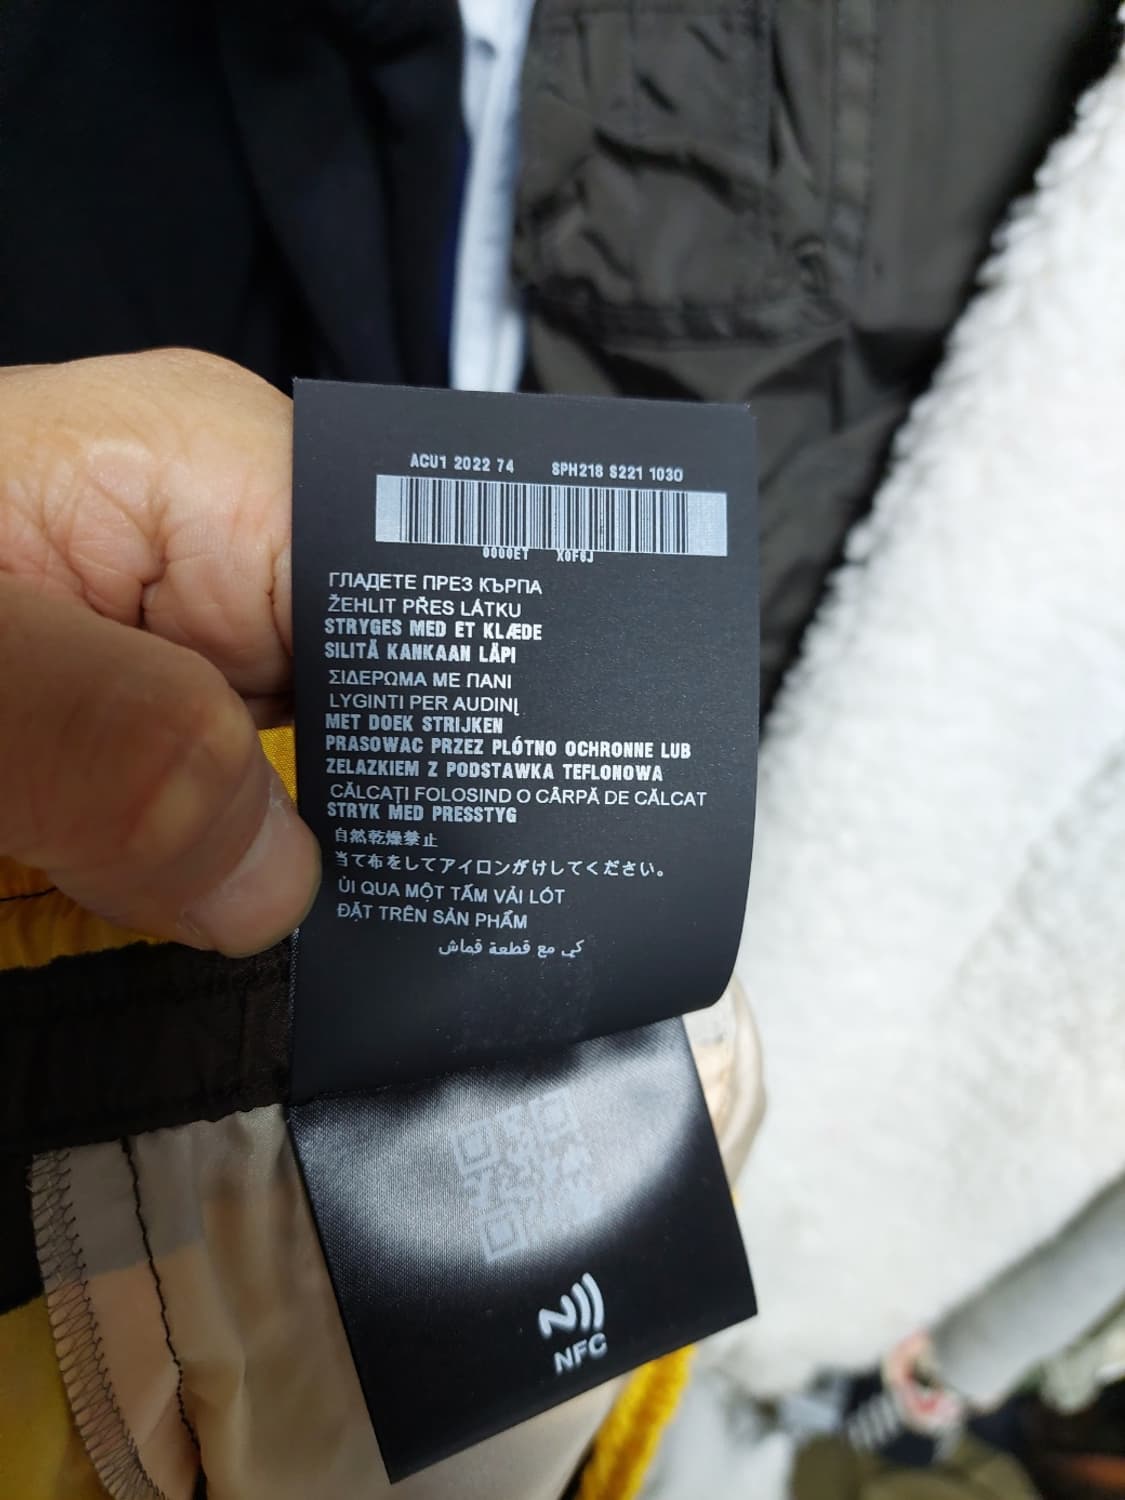 ACU1 2022 74 SPH218 S221 1030
0000ET X0F6J
ГЛАДЕТЕ ПРЕЗ КЪРПА
ŽEHLIT PŘES LÁTKU
STRYGES MED ET KLÆDE
SILITÄ KANKAAN LÄPI
ΣΙΔΕΡΩΜΑ ΜΕ ΠΑΝΙ
LYGINTI PER AUDINĮ
MET DOEK STRIJKEN
PRASOWAC PRZEZ PLÓTNO OCHRONNE LUB
ZELAZKIEM Z PODSTAWKA TEFLONOWA
CĂLCAȚI FOLOSIND O CÂRPĂ DE CĂLCAT
STRYK MED PRESSTYG
自然乾燥禁止
当て布をしてアイロンがけしてください。
ỦI QUA MỘT TẤM VẢI LÓT
ĐẶT TRÊN SẢN PHẨM
كي مع قطعة قماش
NFC